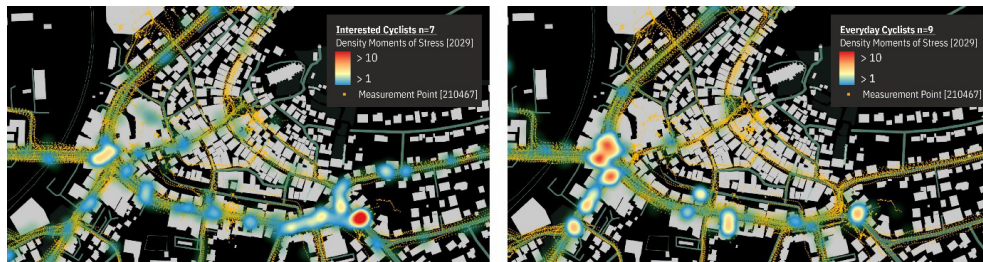 Interested Cyclists n=7
Density Moments of Stress [2029]
> 10
> 1
Measurement Point [210467]
Everyday Cyclists n=9
Density Moments of Stress [2029]
> 10
> 1
Measurement Point [210467]